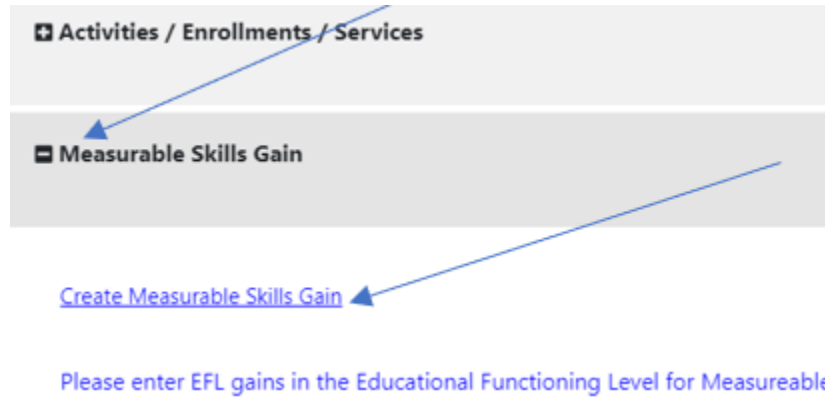 Activities / Enrollments / Services
Measurable Skills Gain
Create Measurable Skills Gain
Please enter EFL gains in the Educational Functioning Level for Measureable